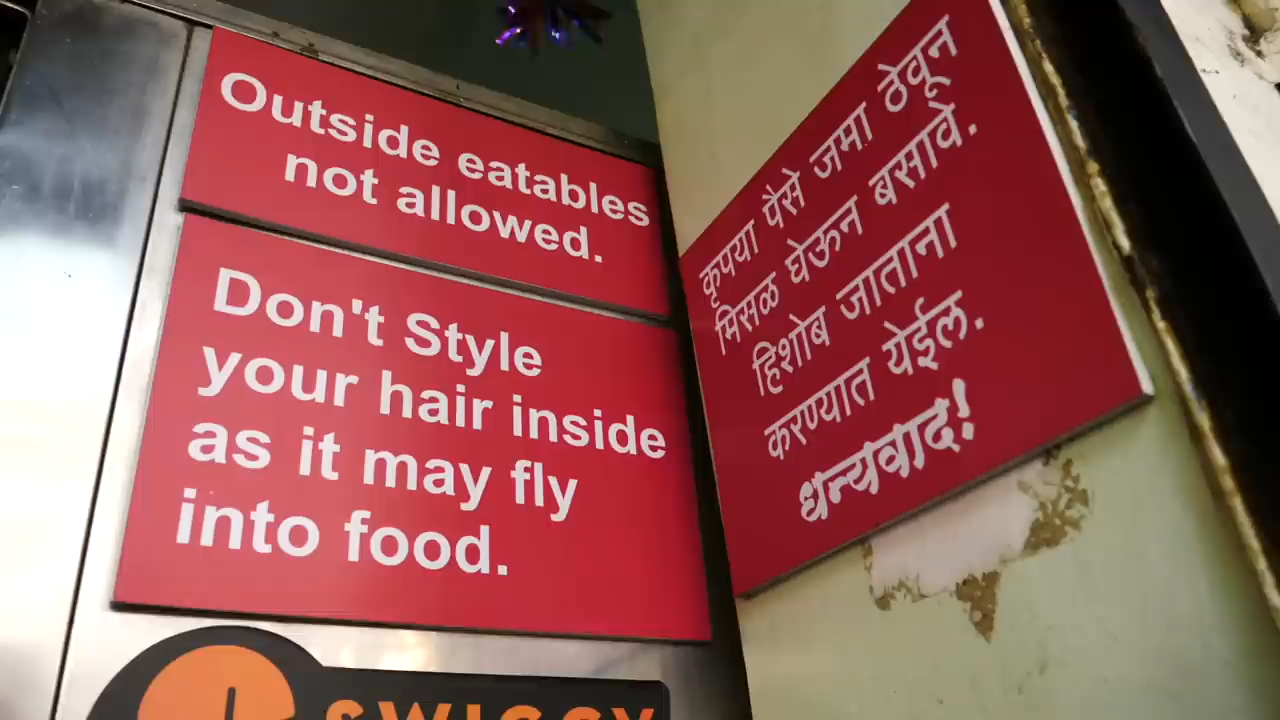 Outside eatables
not allowed.
Don't Style
your hair inside
as it may fly
into food.
कृपया पैसे जमा ठेवून
मिसळ घेऊन बसावे.
हिशोब जाताना
करण्यात येईल.
धन्यवाद!
SWIGGY